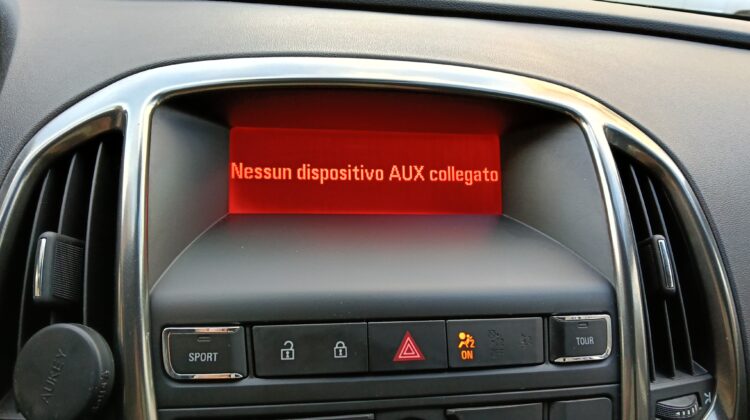 Nessun dispositivo AUX collegato
SPORT
ON
TOUR
AUKEY